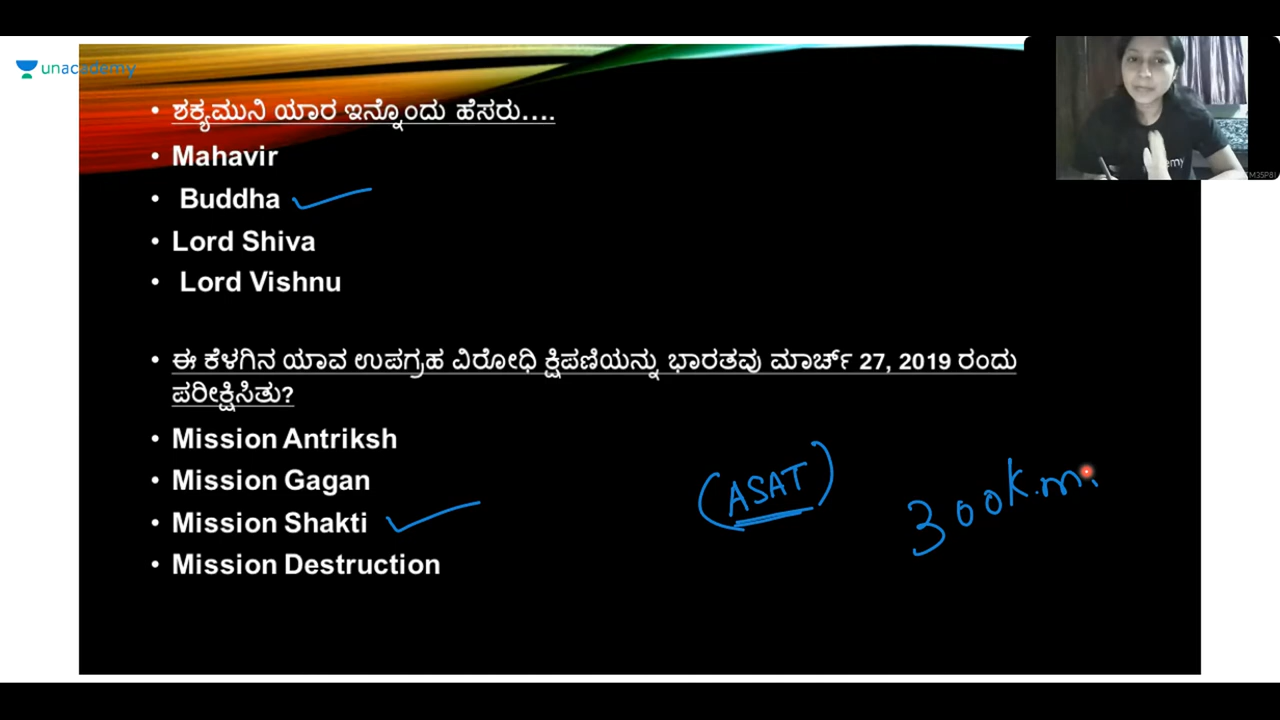 unacademy
• ಶಕ್ಯಮುನಿ ಯಾರ ಇನ್ನೊಂದು ಹೆಸರು....
• Mahavir
• Buddha
• Lord Shiva
• Lord Vishnu
• ಈ ಕೆಳಗಿನ ಯಾವ ಉಪಗ್ರಹ ವಿರೋಧಿ ಕ್ಷಿಪಣಿಯನ್ನು ಭಾರತವು ಮಾರ್ಚ್ 27, 2019 ರಂದು
ಪರೀಕ್ಷಿಸಿತು?
• Mission Antriksh
• Mission Gagan
• Mission Shakti
• Mission Destruction
(ASAT)
300k.m.